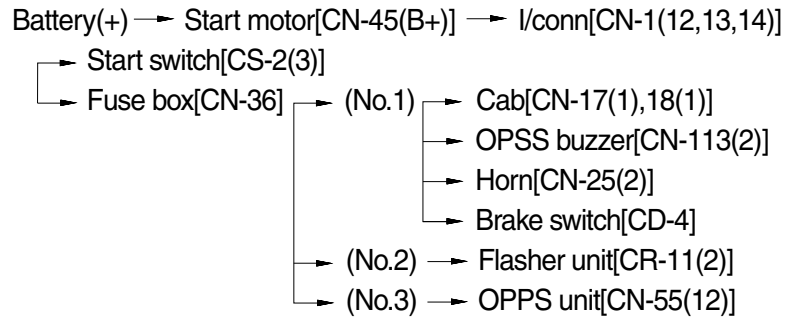 Battery(+) → Start motor[CN-45(B+)] → I/conn[CN-1(12,13,14)]
→ Start switch[CS-2(3)]
→ Fuse box[CN-36] → (No.1) → Cab[CN-17(1),18(1)]
→ OPSS buzzer[CN-113(2)]
→ Horn[CN-25(2)]
→ Brake switch[CD-4]
→ (No.2) → Flasher unit[CR-11(2)]
→ (No.3) → OPPS unit[CN-55(12)]